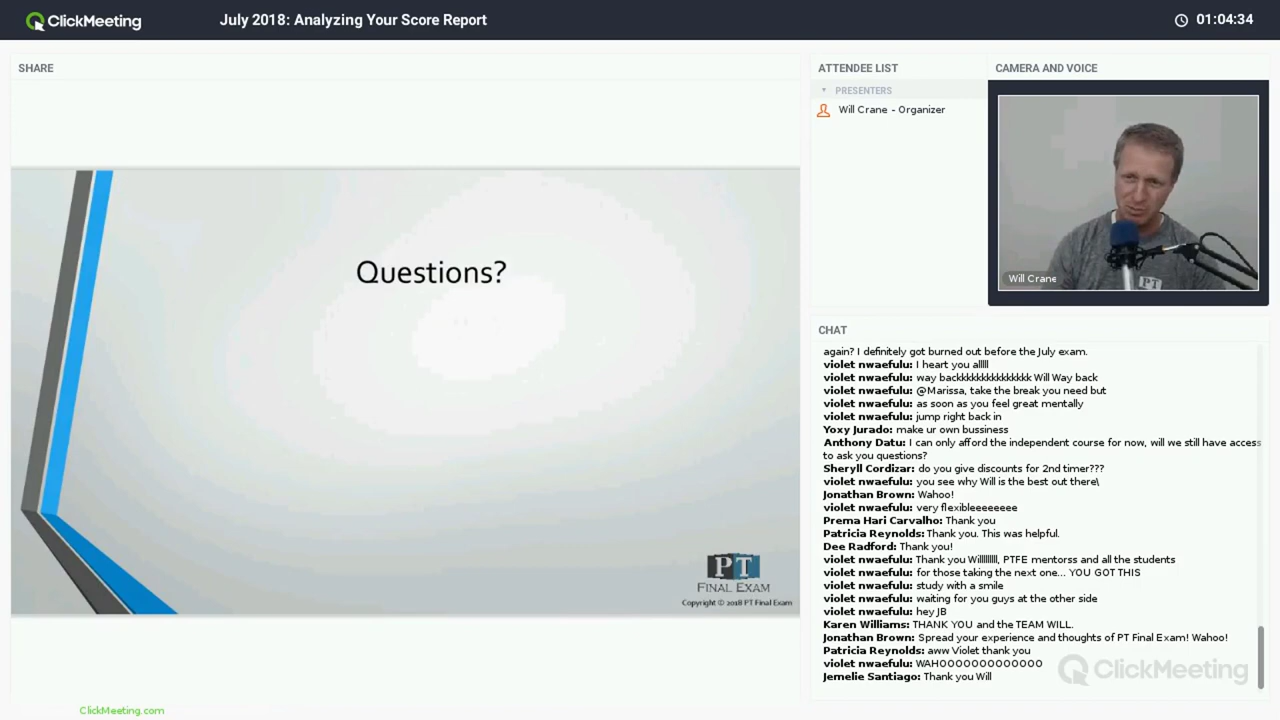 ClickMeeting
July 2018: Analyzing Your Score Report
01:04:34
SHARE
Questions?
PT
FINAL EXAM
Copyright © 2018 PT Final Exam
ClickMeeting.com
ATTENDEE LIST
PRESENTERS
Will Crane - Organizer
CAMERA AND VOICE
Will Crane
PT
CHAT
again? I definitely got burned out before the July exam.
violet nwaefulu: I heart you alllll
violet nwaefulu: way backkkkkkkkkkkkkkk Will Way back
violet nwaefulu: @Marissa, take the break you need but
violet nwaefulu: as soon as you feel great mentally
violet nwaefulu: jump right back in
Yoxy Jurado: make ur own bussiness
Anthony Datu: I can only afford the independent course for now, will we still have access
to ask you questions?
Sheryll Cordizar: do you give discounts for 2nd timer???
violet nwaefulu: you see why Will is the best out there\
Jonathan Brown: Wahoo!
violet nwaefulu: very flexibleeeeeeee
Prema Hari Carvalho: Thank you
Patricia Reynolds: Thank you. This was helpful.
Dee Radford: Thank you!
violet nwaefulu: Thank you Willllllllll, PTFE mentorss and all the students
violet nwaefulu: for those taking the next one... YOU GOT THIS
violet nwaefulu: study with a smile
violet nwaefulu: waiting for you guys at the other side
violet nwaefulu: hey JB
Karen Williams: THANK YOU and the TEAM WILL.
Jonathan Brown: Spread your experience and thoughts of PT Final Exam! Wahoo!
Patricia Reynolds: aww Violet thank you
violet nwaefulu: WAHOOOOOOOOOOOOO
Jemelie Santiago: Thank you Will
ClickMeeting